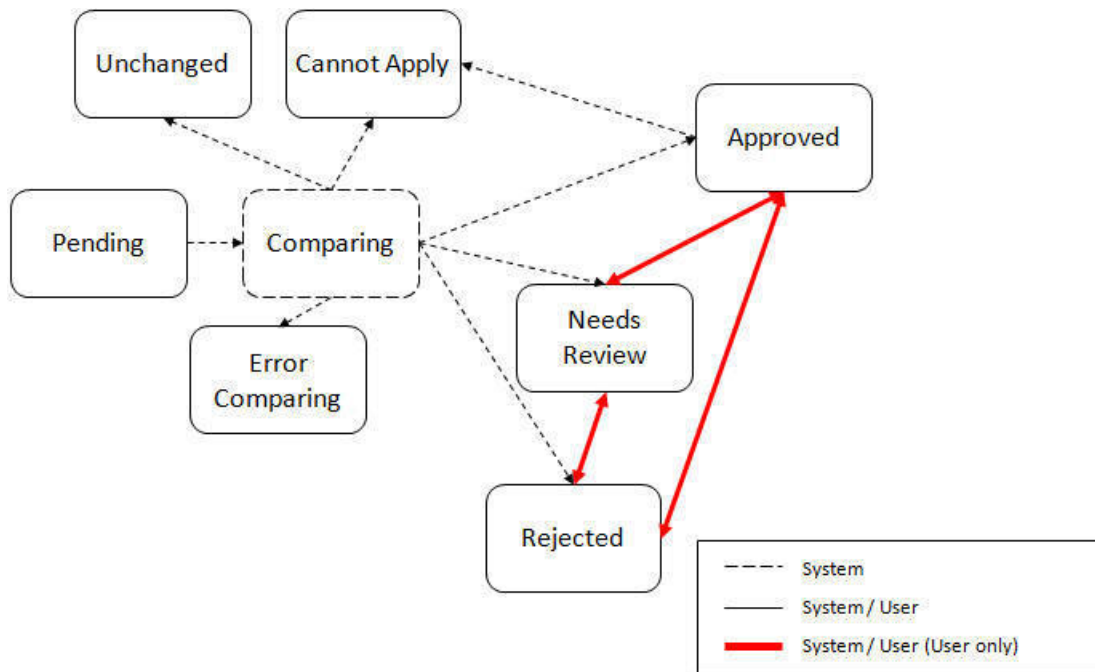 Unchanged
Cannot Apply
Approved
Pending
Comparing
Needs
Review
Error
Comparing
Rejected
System
System / User
System / User (User only)